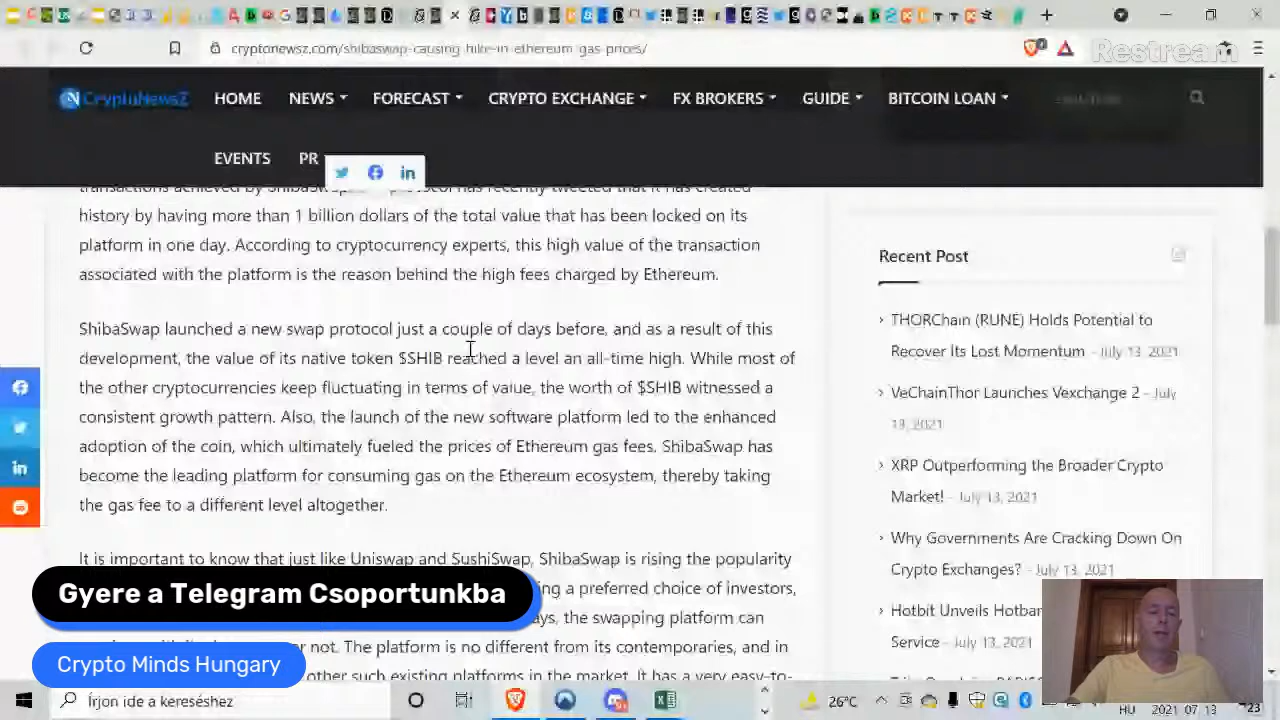 cryptonewsz.com/shibaswap-causing-hike-in-ethereum-gas-prices/
Restream
CryptoNewsZ HOME NEWS FORECAST CRYPTO EXCHANGE FX BROKERS GUIDE BITCOIN LOAN
EVENTS PR
history by having more than 1 billion dollars of the total value that has been locked on its
platform in one day. According to cryptocurrency experts, this high value of the transaction
associated with the platform is the reason behind the high fees charged by Ethereum.
ShibaSwap launched a new swap protocol just a couple of days before, and as a result of this
development, the value of its native token $SHIB reached a level an all-time high. While most of
the other cryptocurrencies keep fluctuating in terms of value, the worth of $SHIB witnessed a
consistent growth pattern. Also, the launch of the new software platform led to the enhanced
adoption of the coin, which ultimately fueled the prices of Ethereum gas fees. ShibaSwap has
become the leading platform for consuming gas on the Ethereum ecosystem, thereby taking
the gas fee to a different level altogether.
It is important to know that just like Uniswap and SushiSwap, ShibaSwap is rising the popularity
ng a preferred choice of investors,
ys, the swapping platform can
or not. The platform is no different from its contemporaries, and in
other such existing platforms in the market. It has a very easy-to-
Recent Post
THORChain (RUNE) Holds Potential to
Recover Its Lost Momentum - July 13, 2021
VeChainThor Launches Vexchange 2 - July
13, 2021
XRP Outperforming the Broader Crypto
Market! - July 13, 2021
Why Governments Are Cracking Down On
Crypto Exchanges? - July 13, 2021
Hotbit Unveils Hotbar
Service - July 13, 2021
Gyere a Telegram Csoportunkba
Crypto Minds Hungary
Írjon ide a kereséshez
26°C
HU 2021. 07. 13. 23